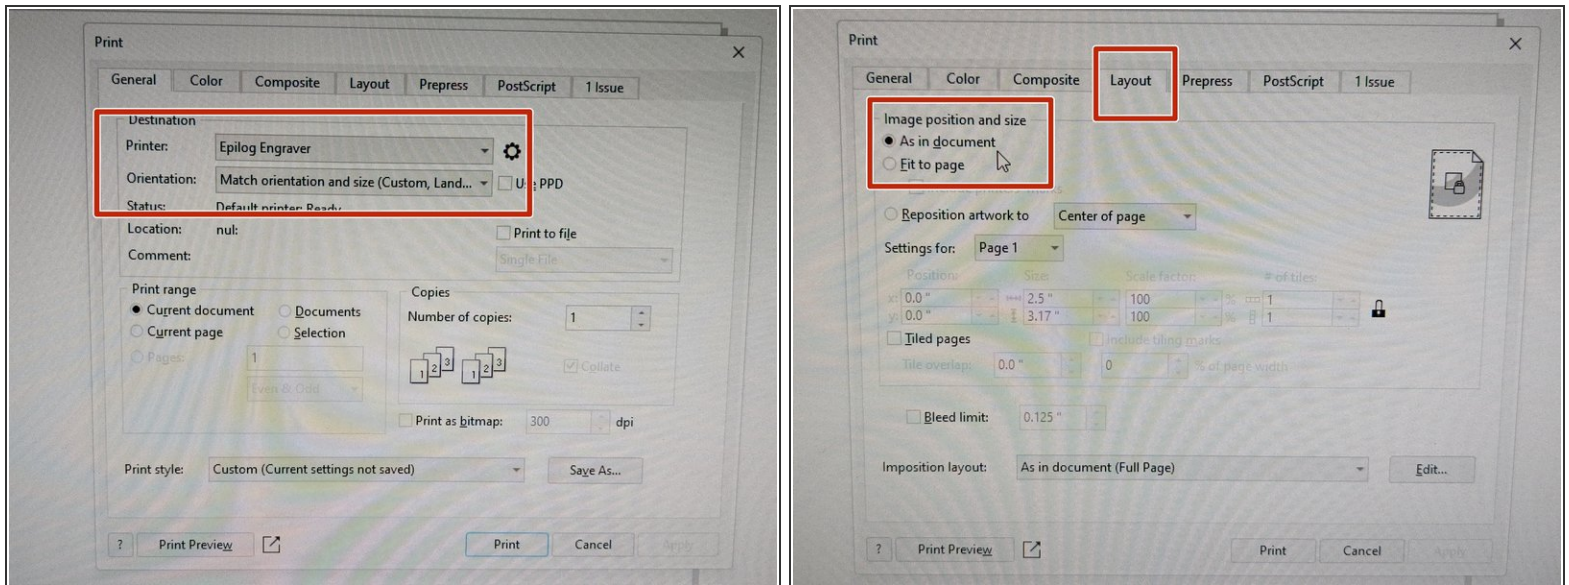 Print
General Color Composite Layout Prepress PostScript 1 Issue
Destination
Printer: Epilog Engraver
Orientation: Match orientation and size (Custom, Land... Use PPD
Status: Default printer: Ready
Location: nul:
Print to file
Comment: Single File
Print range
Current document Documents
Current page Selection
Pages: 1
Even & Odd
Copies
Number of copies: 1
1 2 3 1 2 3
Collate
Print as bitmap: 300 dpi
Print style: Custom (Current settings not saved) Save As...
? Print Preview Print Cancel Apply
Print
General Color Composite Layout Prepress PostScript 1 Issue
Image position and size
As in document
Fit to page
Reposition artwork to Center of page
Settings for: Page 1
Position: Size: Scale factor: # of tiles:
x: 0.0 " 2.5 " 100 % 1
y: 0.0 " 3.17 " 100 % 1
Tiled pages Include tiling marks
Tile overlap: 0.0 " 0 % of page width
Bleed limit: 0.125 "
Imposition layout: As in document (Full Page) Edit...
? Print Preview Print Cancel Apply